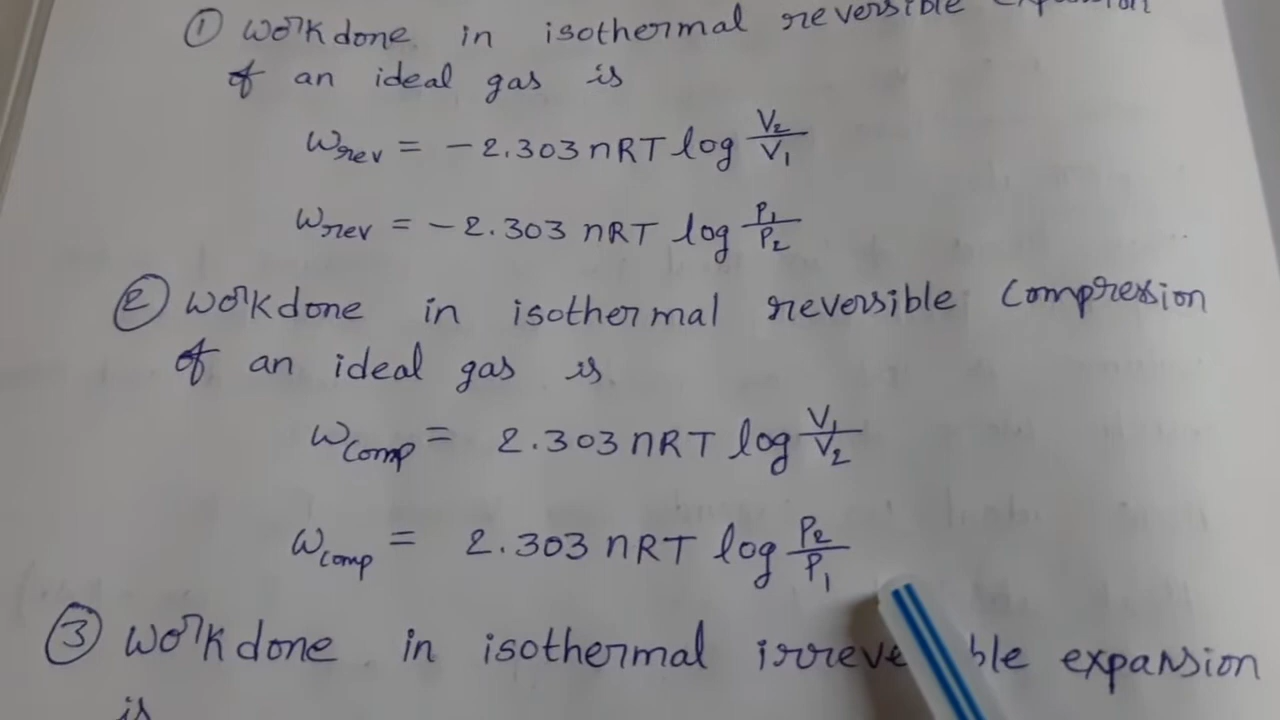 ① Workdone in isothermal reversible expansion
of an ideal gas is
Wrev = - 2.303 nRT log V2/V1
Wrev = - 2.303 nRT log P1/P2
② Workdone in isothermal reversible compression
of an ideal gas is
Wcomp = 2.303 nRT log V1/V2
Wcomp = 2.303 nRT log P2/P1
③ Workdone in isothermal irreve ble expansion
is